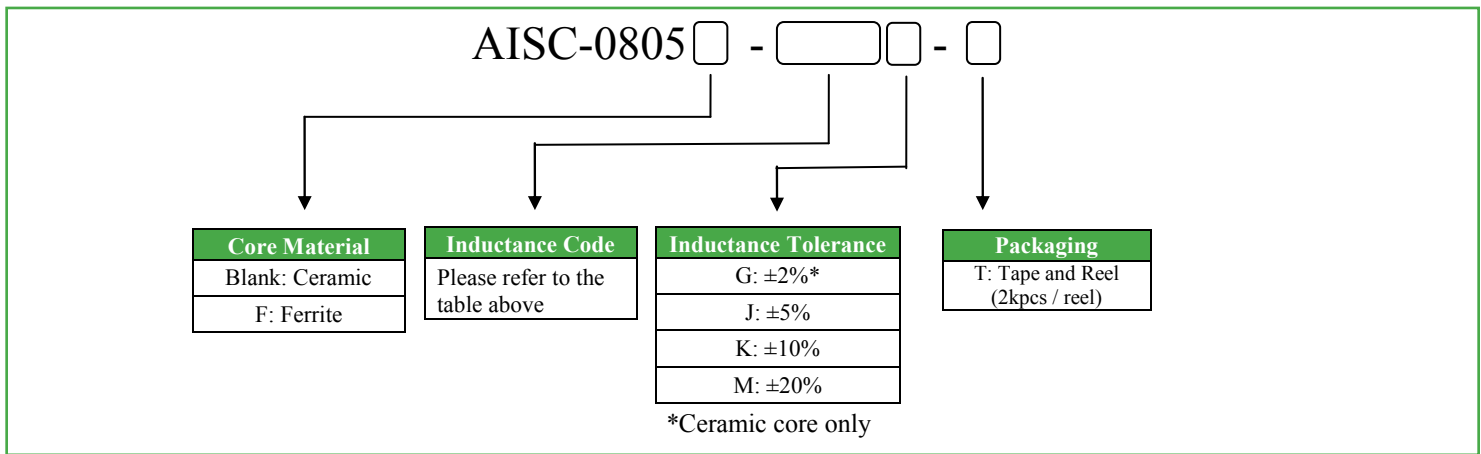 AISC-0805 - -
Core Material
Blank: Ceramic
F: Ferrite
Inductance Code
Please refer to the
table above
Inductance Tolerance
G: ±2%*
J: ±5%
K: ±10%
M: ±20%
*Ceramic core only
Packaging
T: Tape and Reel
(2kpcs / reel)